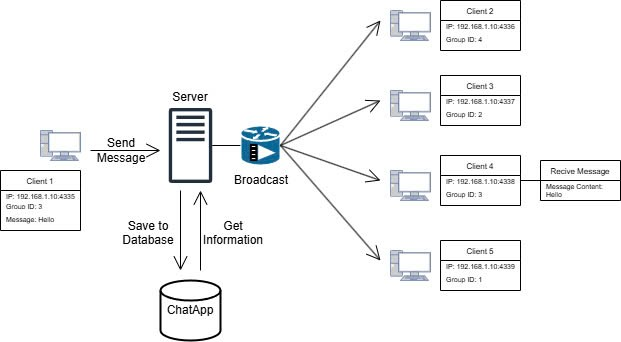 Client 2
IP: 192.168.1.10:4336
Group ID: 4
Client 3
IP: 192.168.1.10:4337
Group ID: 2
Server
Send
Message
Broadcast
Client 1
IP: 192.168.1.10:4335
Group ID: 3
Message: Hello
Client 4
IP: 192.168.1.10:4338
Group ID: 3
Recive Message
Message Content:
Hello
Save to
Database
Get
Information
Client 5
IP: 192.168.1.10:4339
Group ID: 1
ChatApp